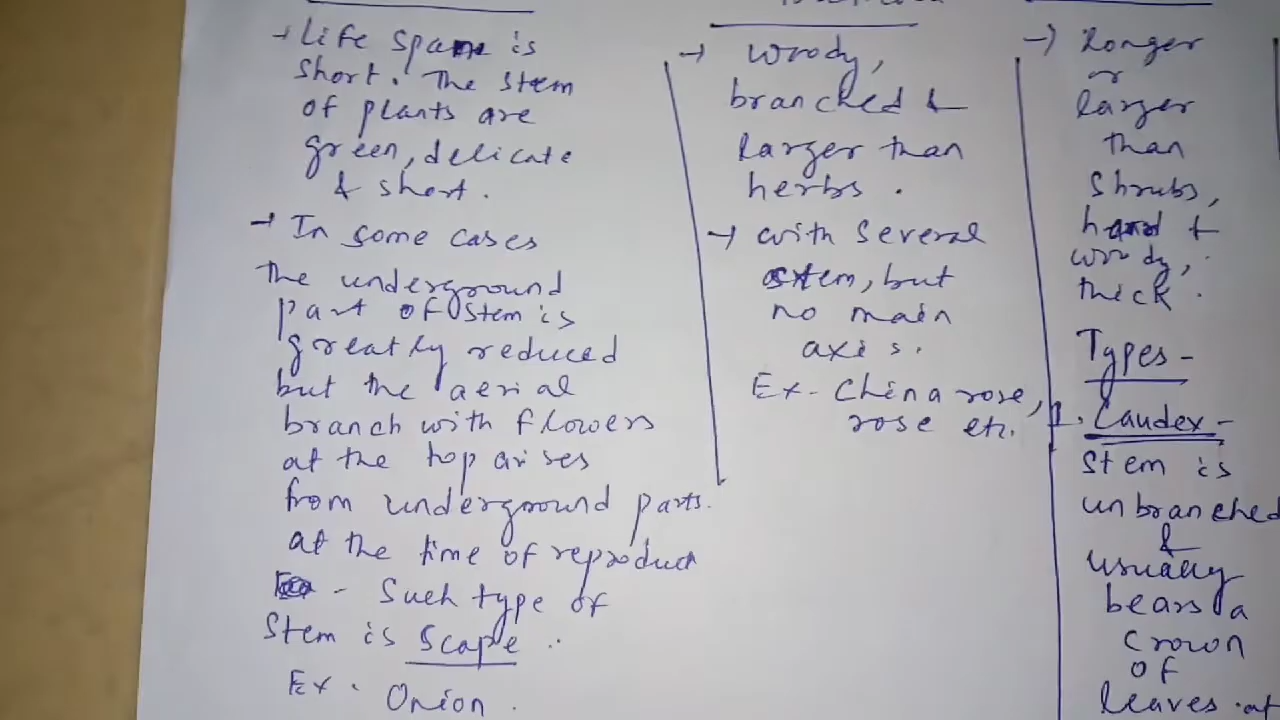 → Life span is
short. The stem
of plants are
green, delicate
& short.
→ In some cases
the underground
part of stem is
greatly reduced
but the aerial
branch with flowers
at the top arises
from underground parts.
at the time of reproduct
- Such type of
stem is Scape.
Ex. Onion.
→ Woody,
branched &
larger than
herbs.
→ with several
stem, but
no main
axis.
Ex- China rose,
rose etc.
→ Longer
or
larger
than
shrubs,
hard &
woody,
thick.
Types-
1. Caudex-
Stem is
unbranched
&
usually
bears a
crown
of
leaves at